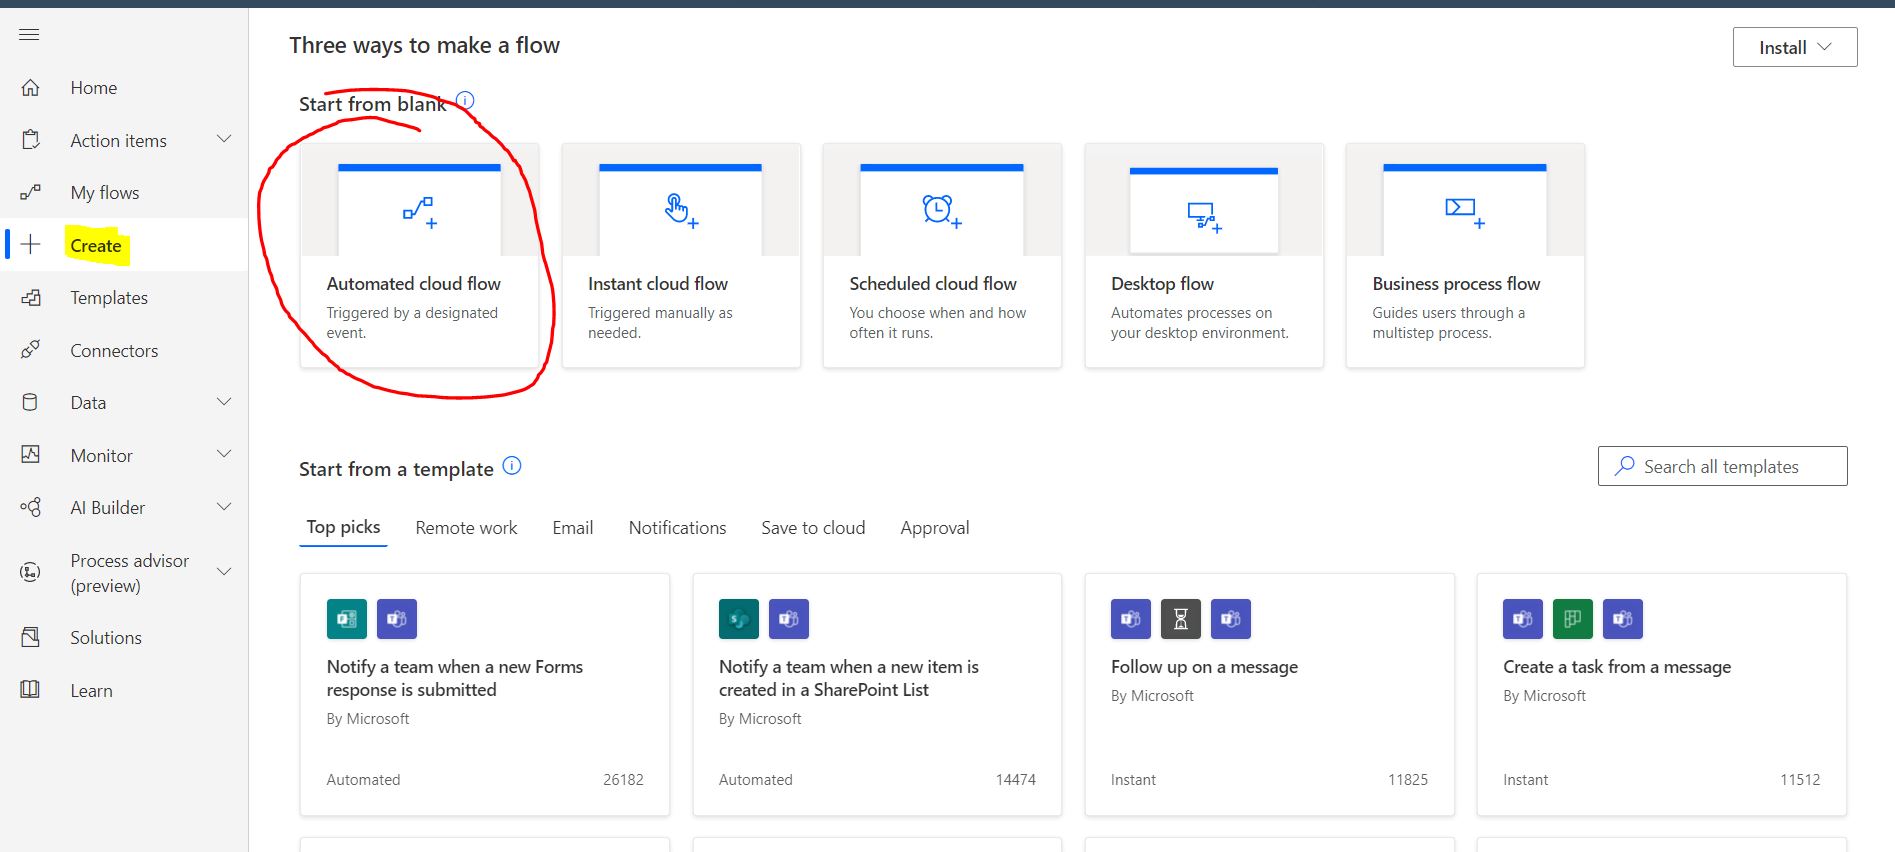 Three ways to make a flow
Install
Home
Start from blank
Action items
My flows
Create
Automated cloud flow
Triggered by a designated
event.
Instant cloud flow
Triggered manually as
needed.
Scheduled cloud flow
You choose when and how
often it runs.
Desktop flow
Automates processes on
your desktop environment.
Business process flow
Guides users through a
multistep process.
Templates
Connectors
Data
Monitor
AI Builder
Process advisor
(preview)
Solutions
Learn
Start from a template
Search all templates
Top picks
Remote work
Email
Notifications
Save to cloud
Approval
Notify a team when a new Forms
response is submitted
By Microsoft
Automated
26182
Notify a team when a new item is
created in a SharePoint List
By Microsoft
Automated
14474
Follow up on a message
By Microsoft
Instant
11825
Create a task from a message
By Microsoft
Instant
11512